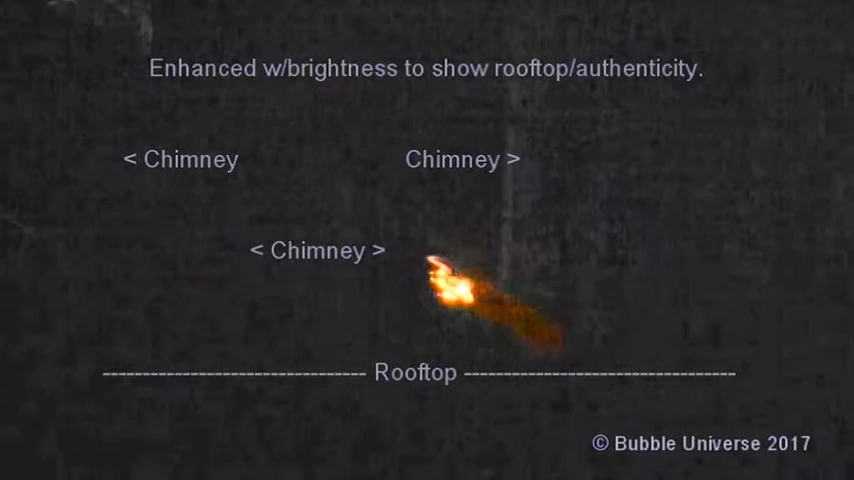 Enhanced w/brightness to show rooftop/authenticity.
< Chimney Chimney >
< Chimney >
--------------------------------- Rooftop ----------------------------------
© Bubble Universe 2017